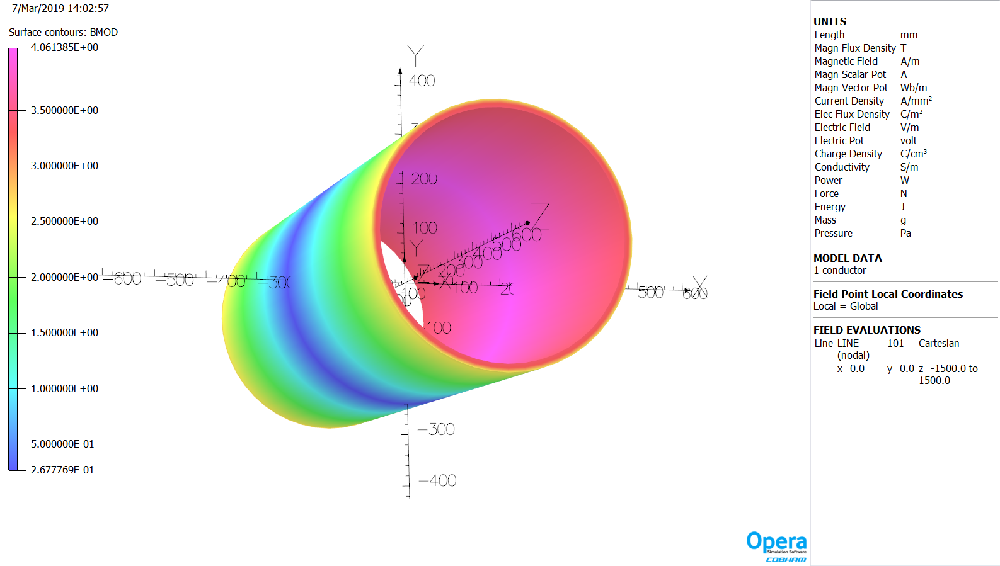 7/Mar/2019 14:02:57
Surface contours: BMOD
4.061385E+00
3.500000E+00
3.000000E+00
2.500000E+00
2.000000E+00
1.500000E+00
1.000000E+00
5.000000E-01
2.677769E-01
Y
400
200
100
Y
Z
600
500
400
300
200
Z
X
100
-600
-500
-400
500
600
X
100
-300
-400
UNITS
Length mm
Magn Flux Density T
Magnetic Field A/m
Magn Scalar Pot A
Magn Vector Pot Wb/m
Current Density A/mm²
Elec Flux Density C/m²
Electric Field V/m
Electric Pot volt
Charge Density C/cm³
Conductivity S/m
Power W
Force N
Energy J
Mass g
Pressure Pa
MODEL DATA
1 conductor
Field Point Local Coordinates
Local = Global
FIELD EVALUATIONS
Line LINE 101 Cartesian
(nodal)
x=0.0 y=0.0 z=-1500.0 to
1500.0
Opera
Simulation Software
COBHAM